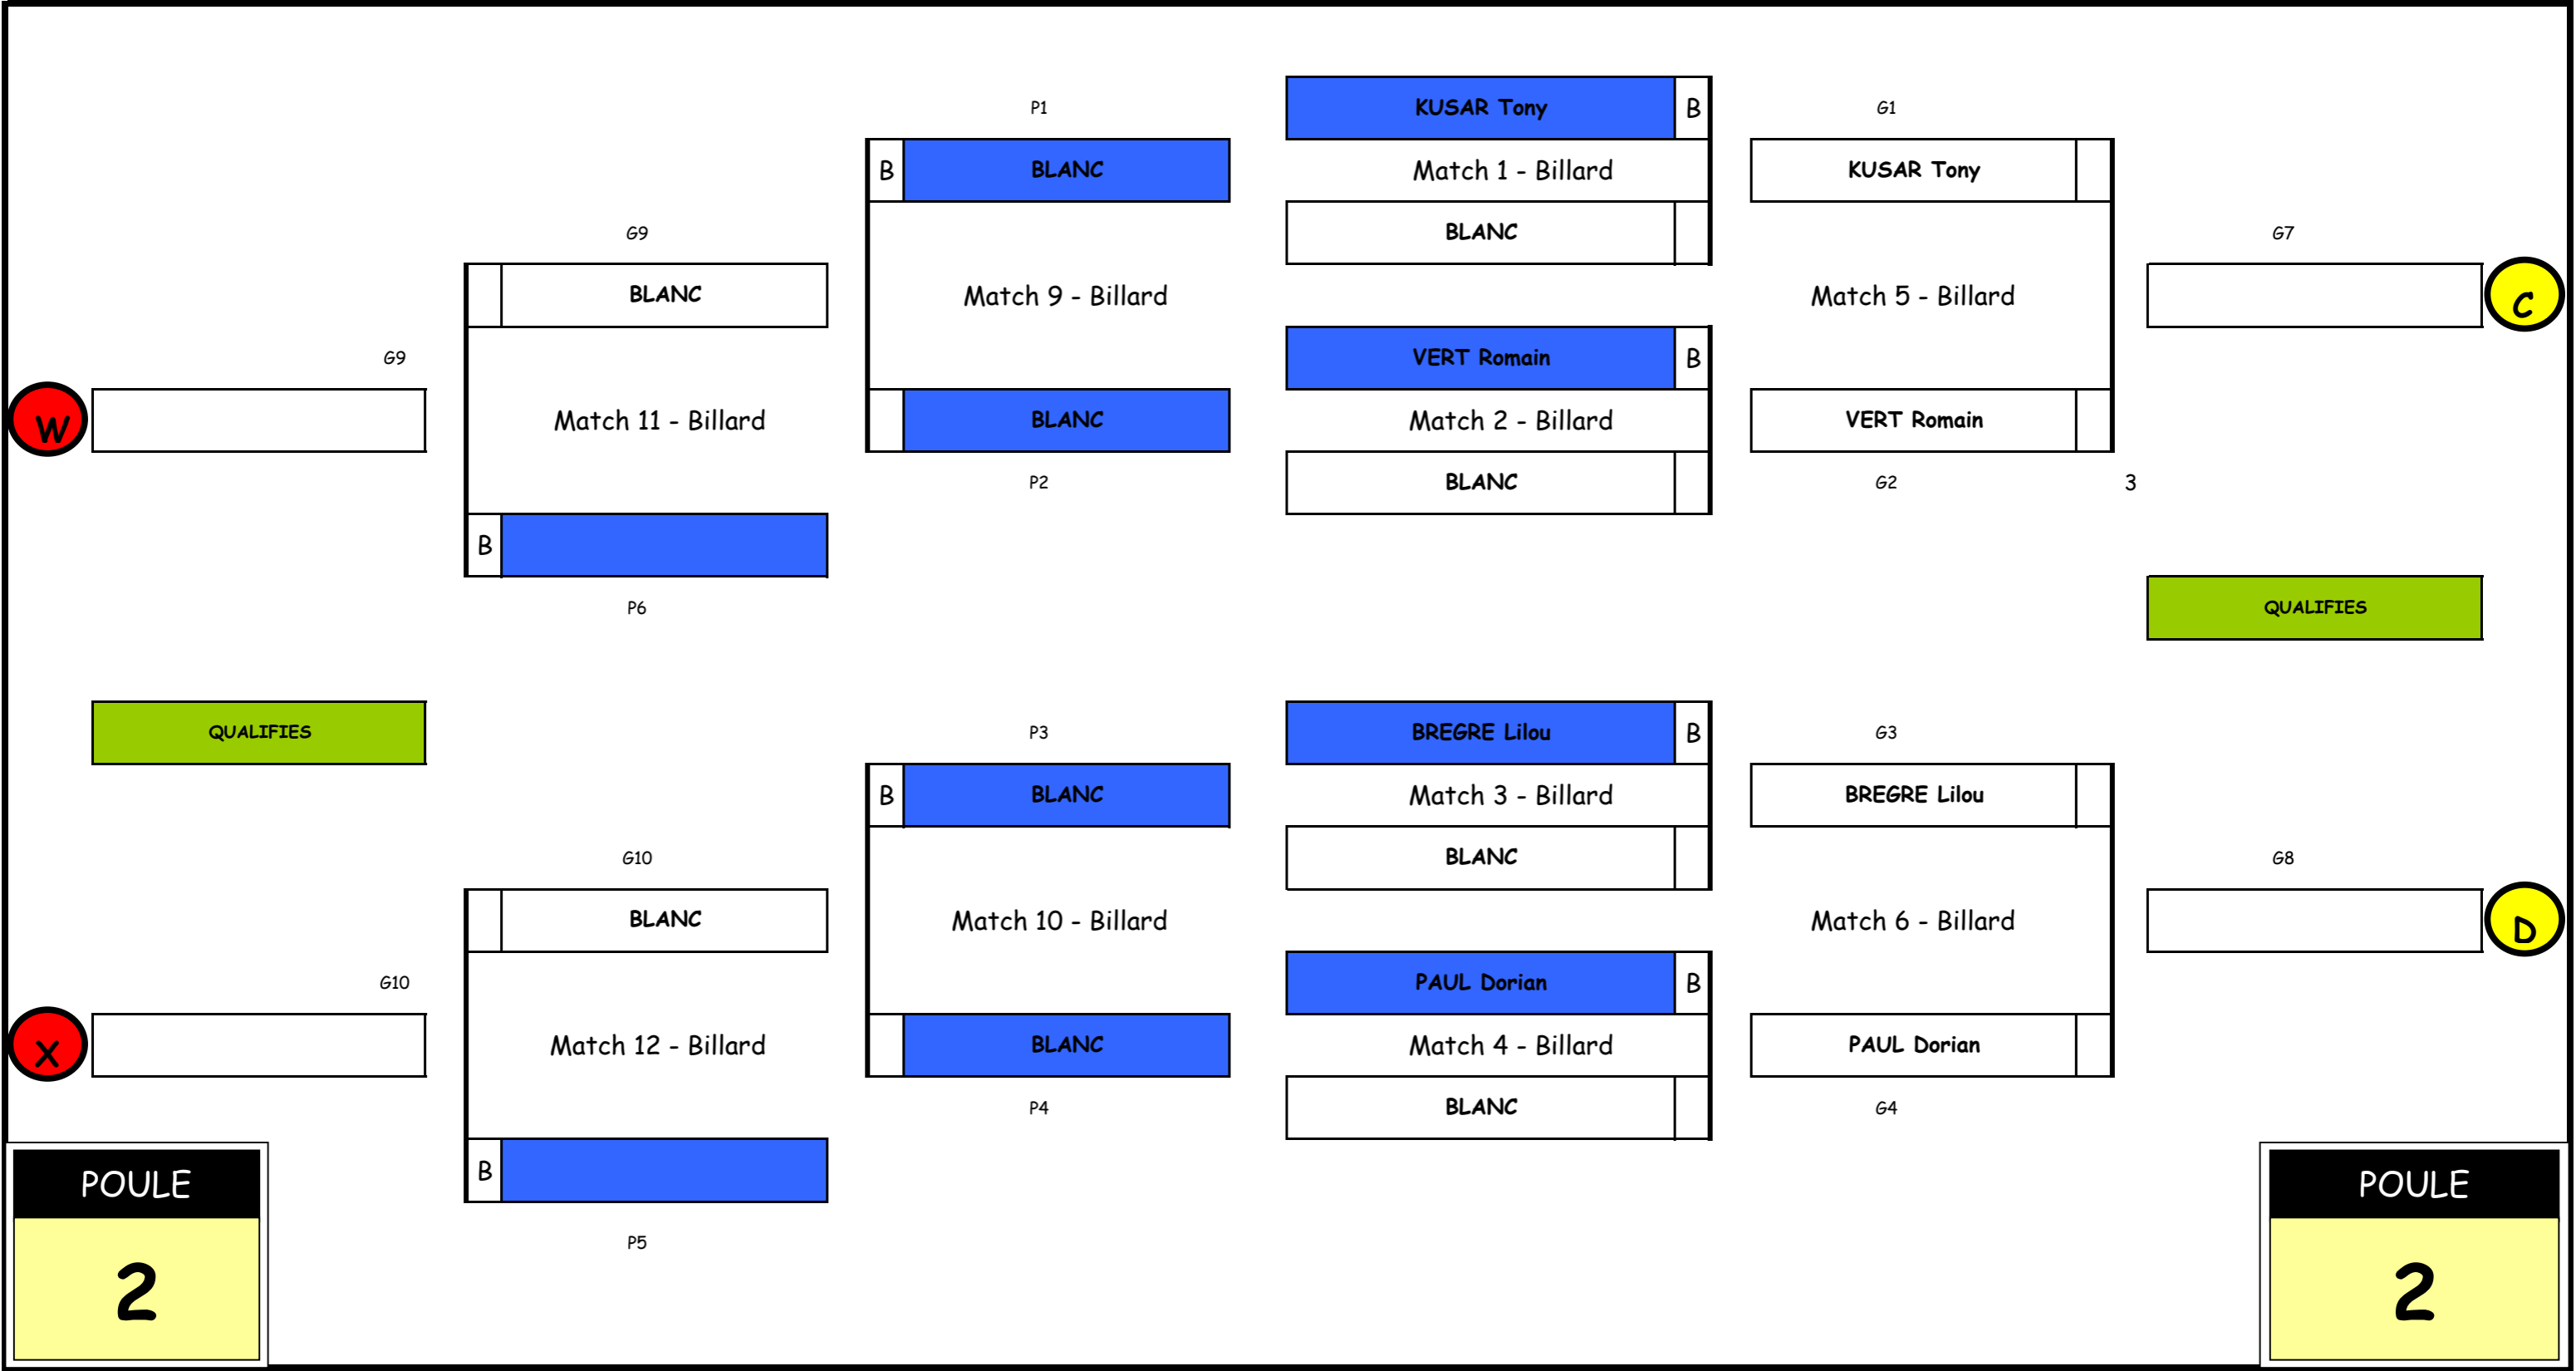 P1
KUSAR Tony B
G1
B BLANC
Match 1 - Billard
KUSAR Tony
G9
BLANC
G7
BLANC
Match 9 - Billard
Match 5 - Billard
C
G9
VERT Romain B
W
Match 11 - Billard
BLANC
Match 2 - Billard
VERT Romain
P2
BLANC
G2
3
B
P6
QUALIFIES
QUALIFIES
P3
BREGRE Lilou B
G3
B BLANC
Match 3 - Billard
BREGRE Lilou
G10
BLANC
G8
BLANC
Match 10 - Billard
Match 6 - Billard
D
G10
PAUL Dorian B
X
Match 12 - Billard
BLANC
Match 4 - Billard
PAUL Dorian
P4
BLANC
G4
B
POULE
POULE
P5
2
2